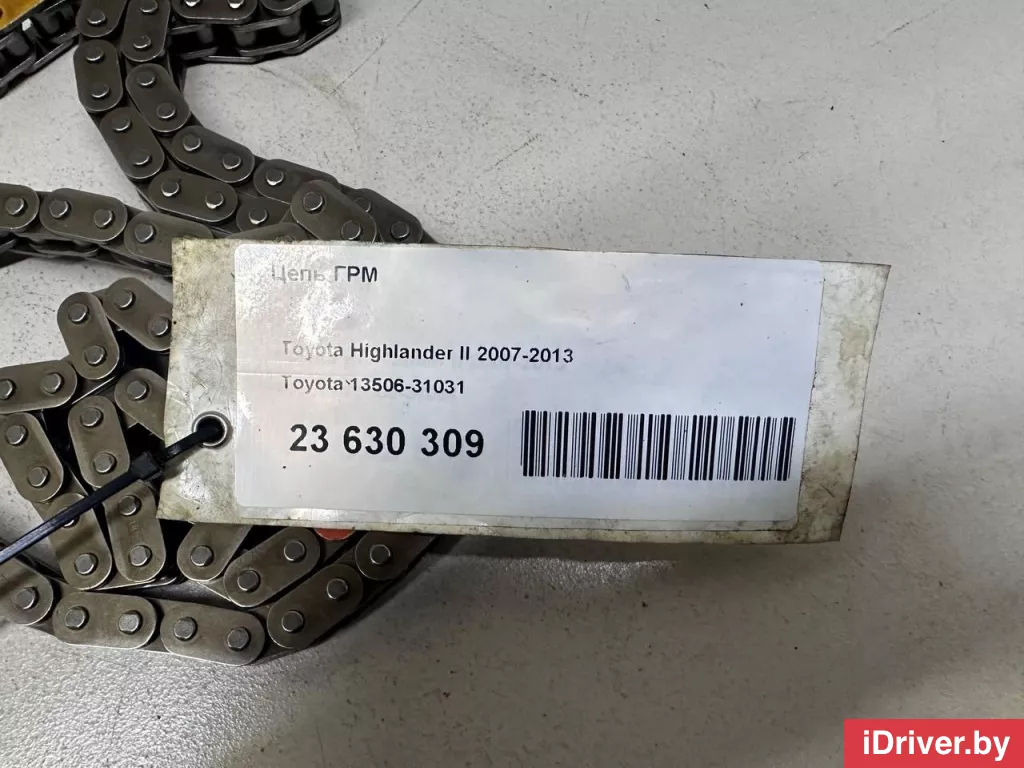 Цепь ГРМ
Toyota Highlander II 2007-2013
Toyota 13506-31031
23 630 309
iDriver.by